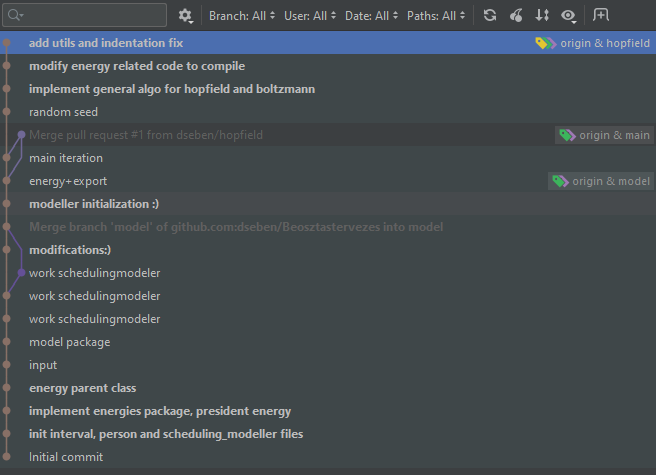 Branch: All User: All Date: All Paths: All
add utils and indentation fix origin & hopfield
modify energy related code to compile
implement general algo for hopfield and boltzmann
random seed
Merge pull request #1 from dseben/hopfield origin & main
main iteration
energy+export origin & model
modeller initialization :)
Merge branch 'model' of github.com:dseben/Beosztastervezes into model
modifications:)
work schedulingmodeler
work schedulingmodeler
work schedulingmodeler
model package
input
energy parent class
implement energies package, president energy
init interval, person and scheduling_modeller files
Initial commit